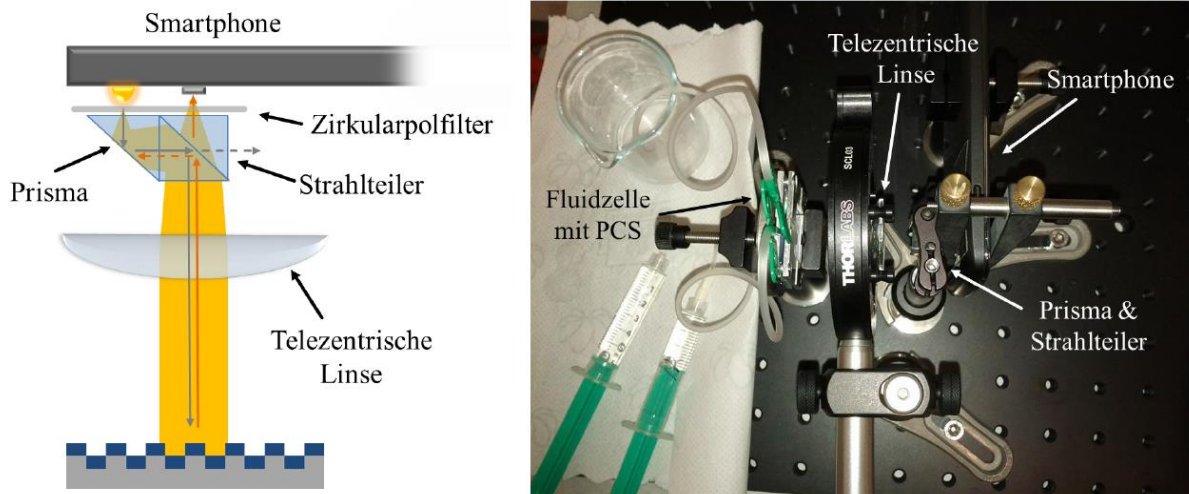 Smartphone
Zirkularpolfilter
Prisma
Strahlteiler
Telezentrische
Linse
Telezentrische
Linse
Smartphone
Fluidzelle
mit PCS
SCL03
THORLABS
Prisma &
Strahlteiler